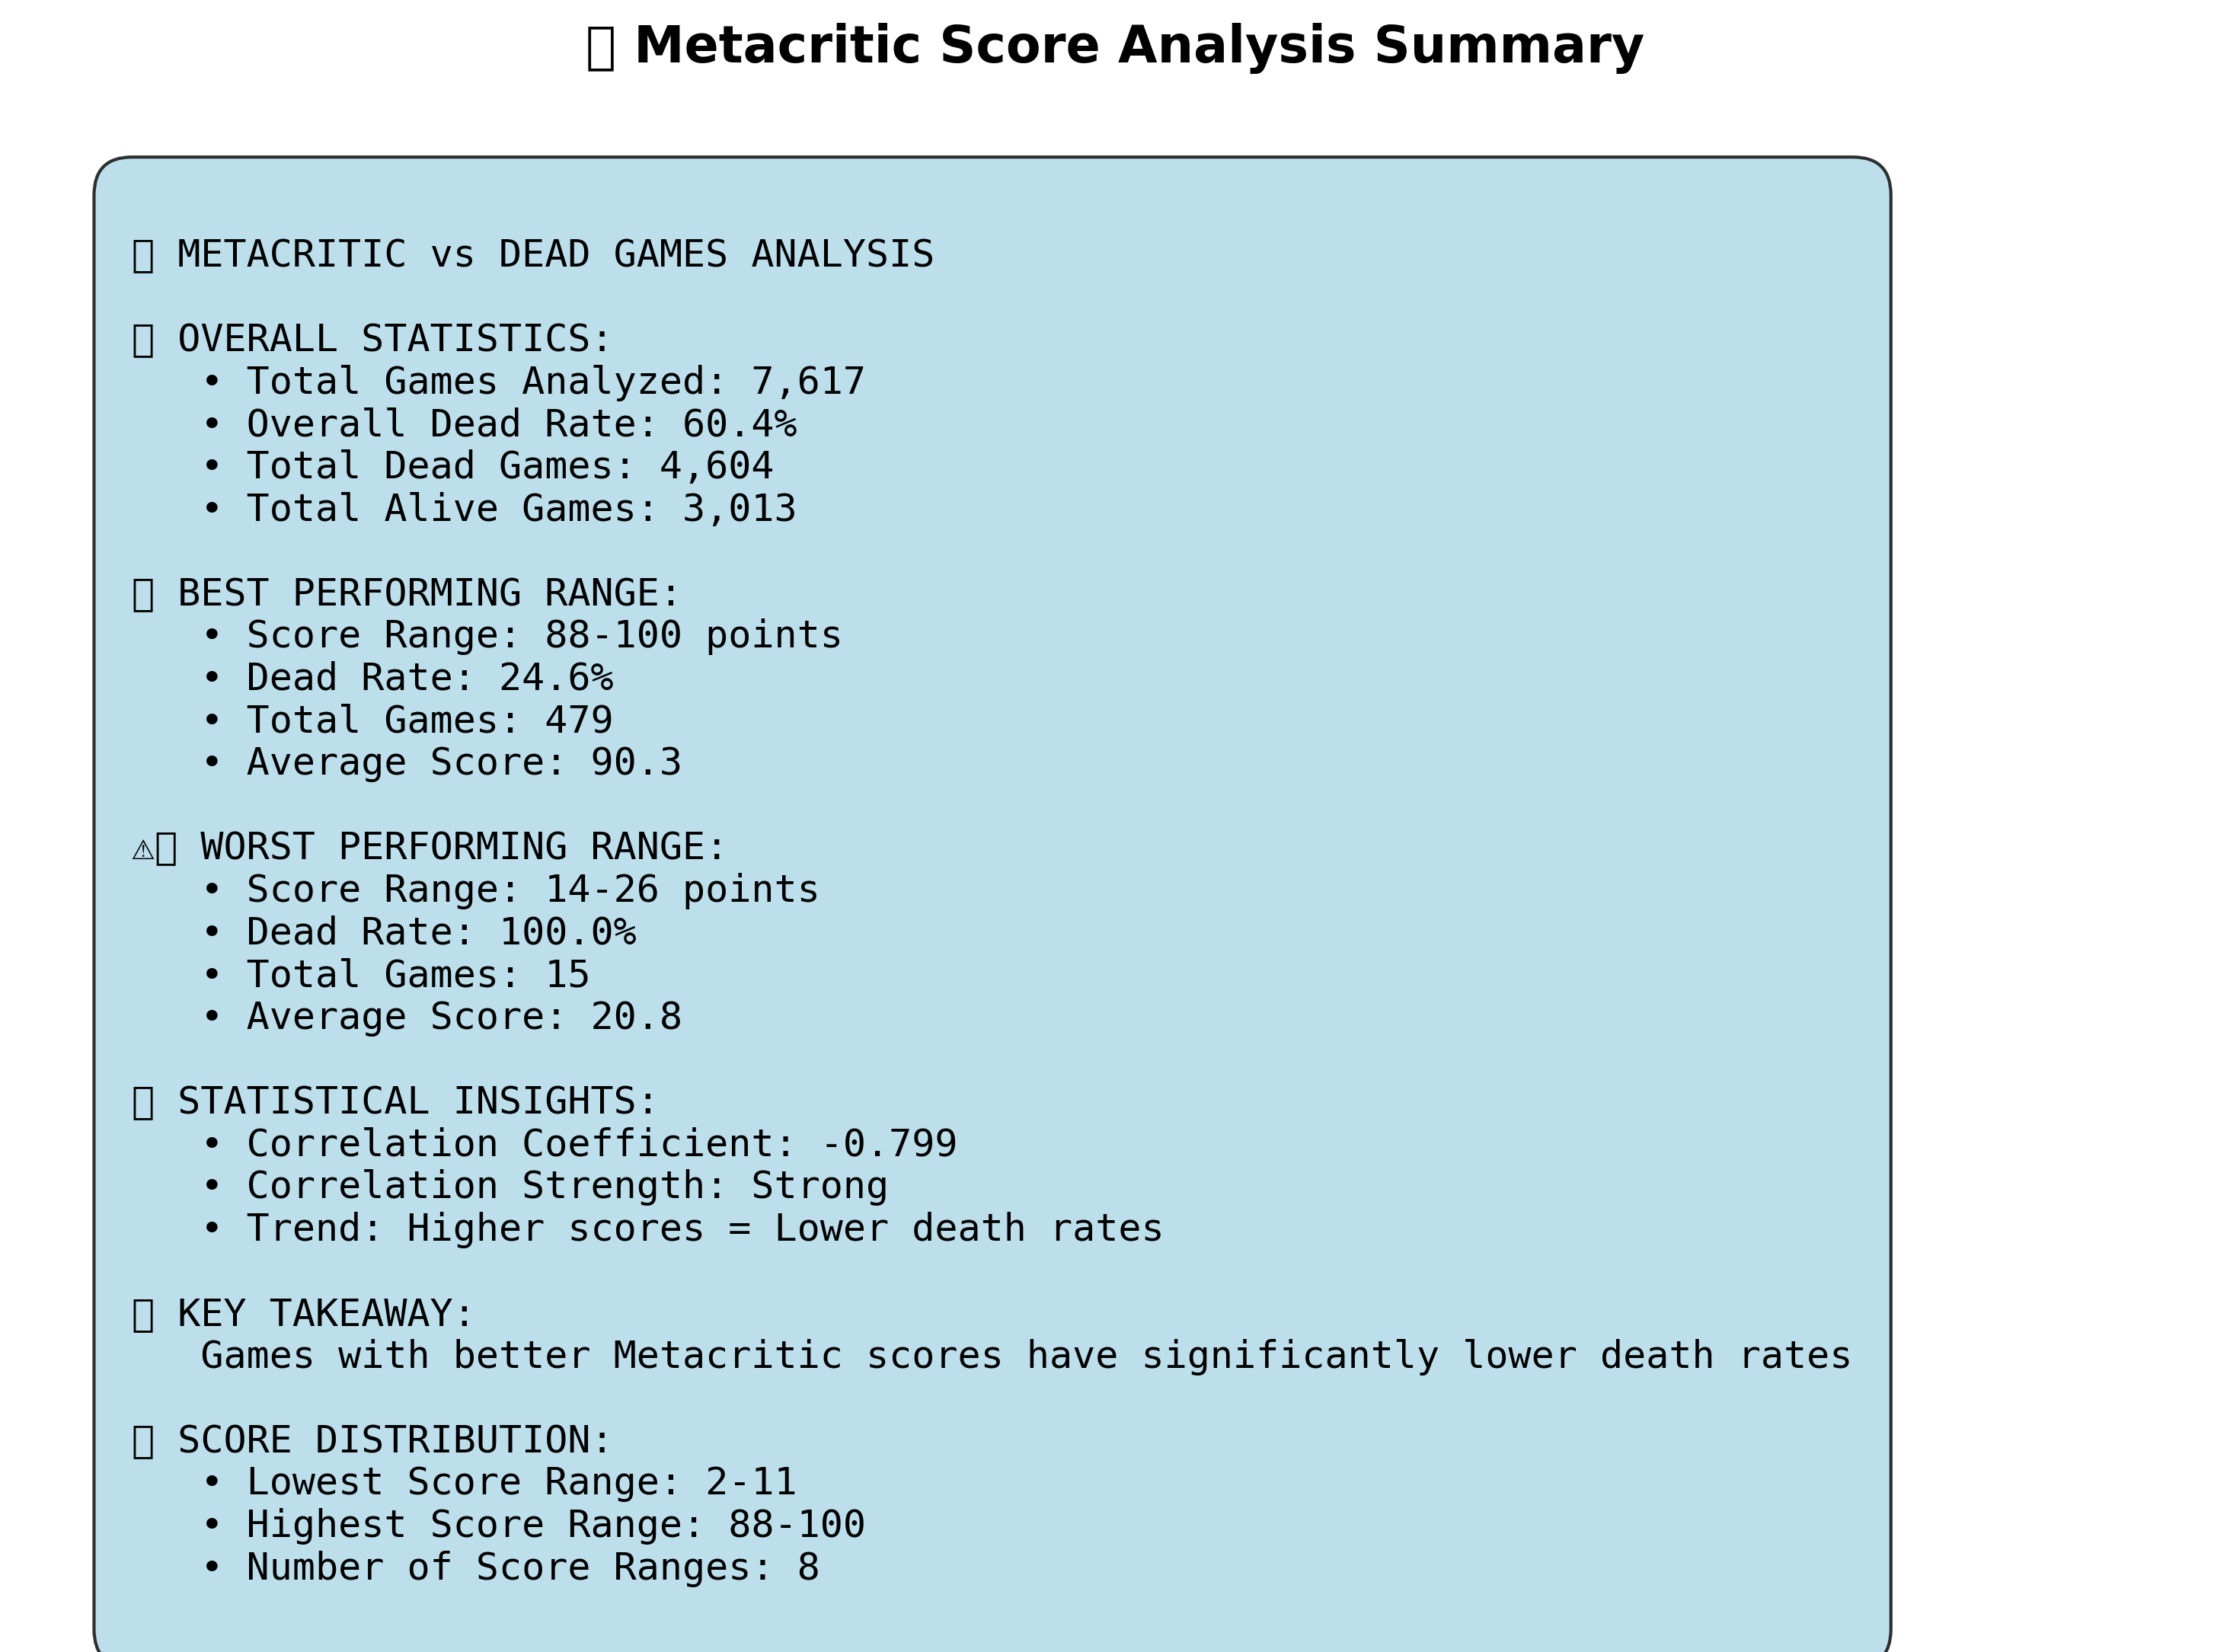 Metacritic Score Analysis Summary
METACRITIC vs DEAD GAMES ANALYSIS
OVERALL STATISTICS:
• Total Games Analyzed: 7,617
• Overall Dead Rate: 60.4%
• Total Dead Games: 4,604
• Total Alive Games: 3,013
BEST PERFORMING RANGE:
• Score Range: 88-100 points
• Dead Rate: 24.6%
• Total Games: 479
• Average Score: 90.3
⚠ WORST PERFORMING RANGE:
• Score Range: 14-26 points
• Dead Rate: 100.0%
• Total Games: 15
• Average Score: 20.8
STATISTICAL INSIGHTS:
• Correlation Coefficient: -0.799
• Correlation Strength: Strong
• Trend: Higher scores = Lower death rates
KEY TAKEAWAY:
Games with better Metacritic scores have significantly lower death rates
SCORE DISTRIBUTION:
• Lowest Score Range: 2-11
• Highest Score Range: 88-100
• Number of Score Ranges: 8